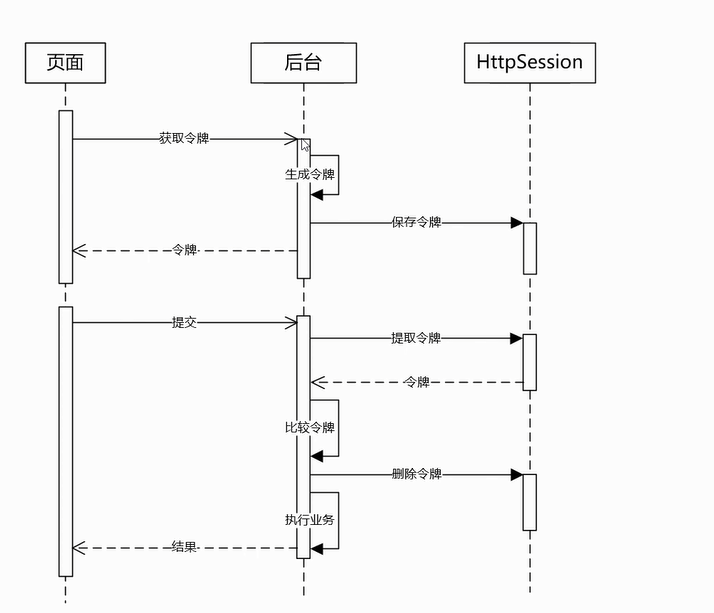 页面
后台
HttpSession
获取令牌
生成令牌
保存令牌
令牌
提交
提取令牌
令牌
比较令牌
删除令牌
执行业务
结果